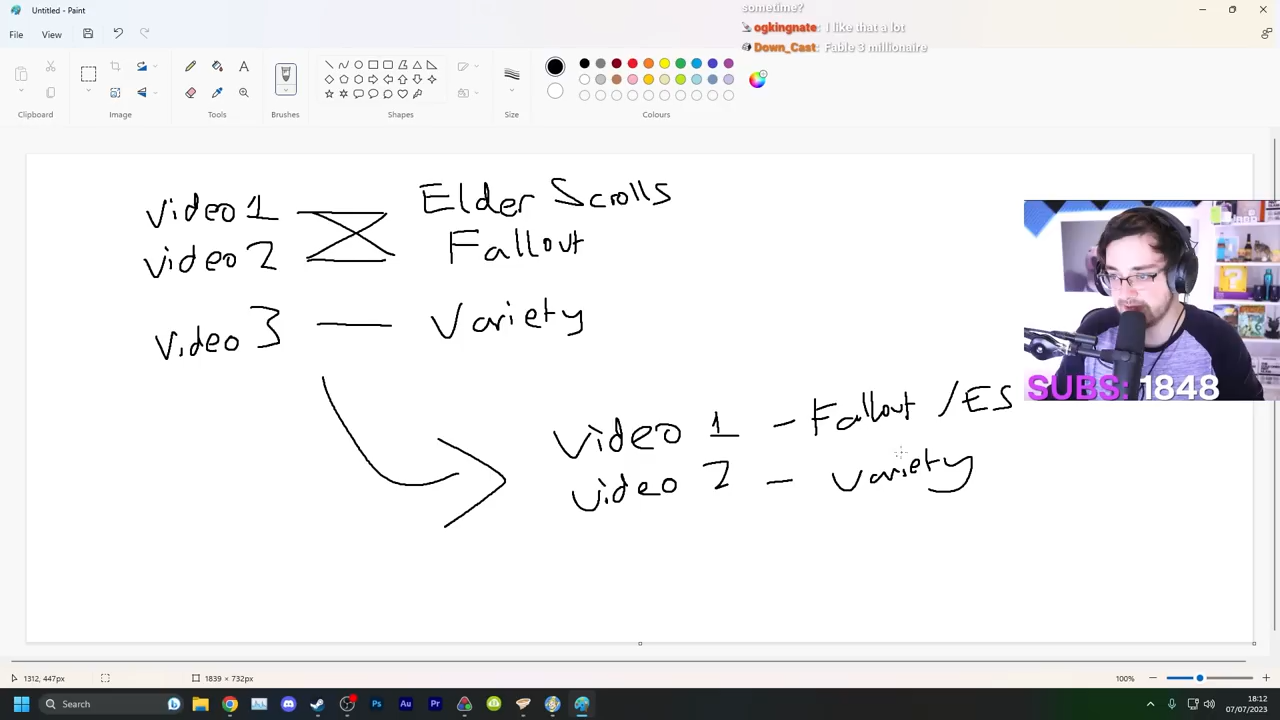 Untitled - Paint
sometime?
ogkingnate: I like that a lot
Down_Cast: Fable 3 millionaire
File View
Clipboard Image Tools Brushes Shapes Size Colours
video 1 Elder Scrolls
video 2 Fallout
video 3 — Variety
SUBS: 1848
video 1 - Fallout / ES
video 2 - Variety
1312, 447px 1839 × 732px 100%
Search
18:12
07/07/2023